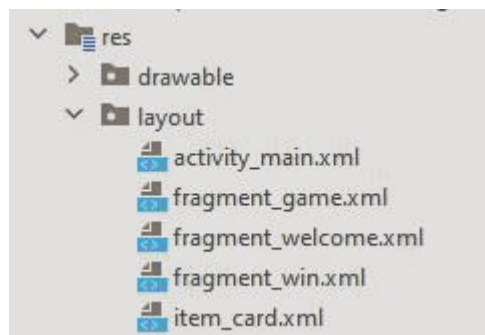 res
drawable
layout
activity_main.xml
fragment_game.xml
fragment_welcome.xml
fragment_win.xml
item_card.xml